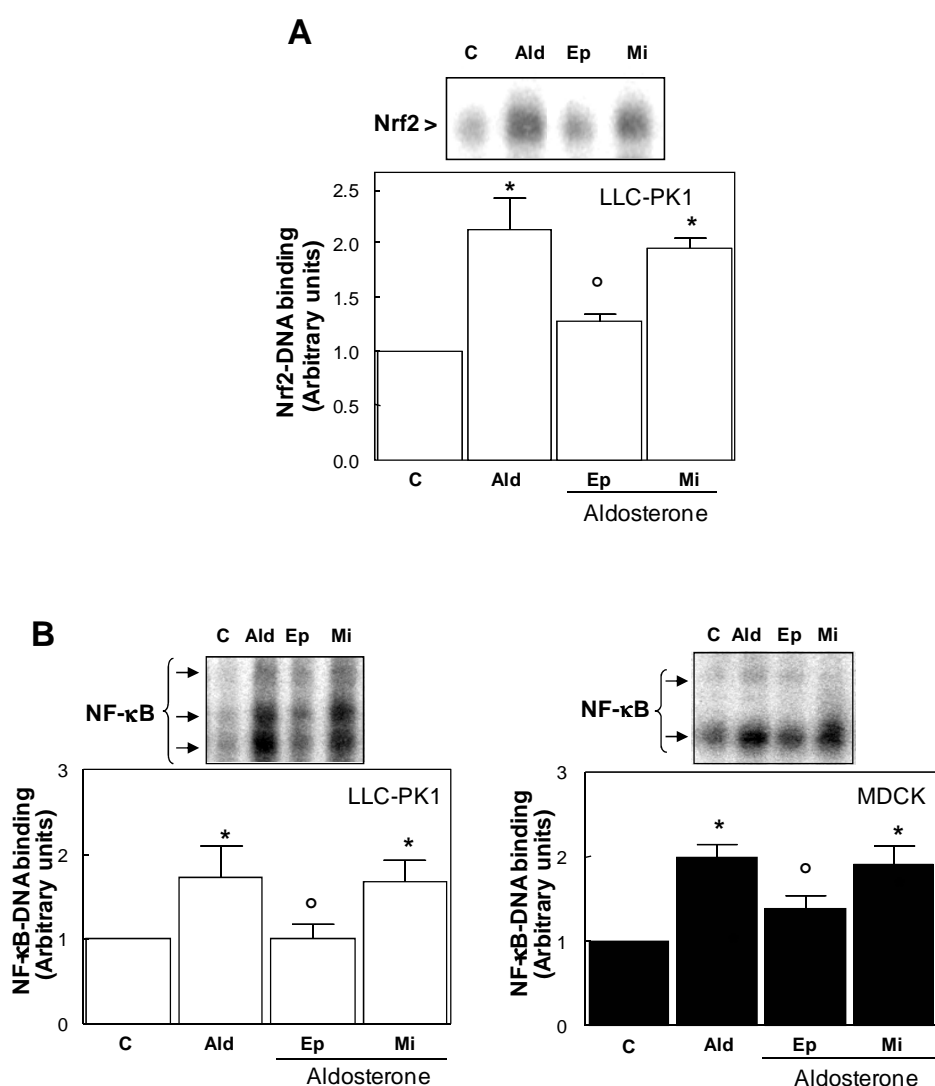 A
C Ald Ep Mi
Nrf2 >
LLC-PK1
Nrf2-DNA binding
(Arbitrary units)
2.5
2.0
1.5
1.0
0.5
0.0
* ° *
C Ald Ep Mi
Aldosterone
B
C Ald Ep Mi
NF-κB
LLC-PK1
NF-κB-DNA binding
(Arbitrary units)
3
2
1
0
* ° *
C Ald Ep Mi
Aldosterone
C Ald Ep Mi
NF-κB
MDCK
NF-κB-DNA binding
(Arbitrary units)
3
2
1
0
* ° *
C Ald Ep Mi
Aldosterone